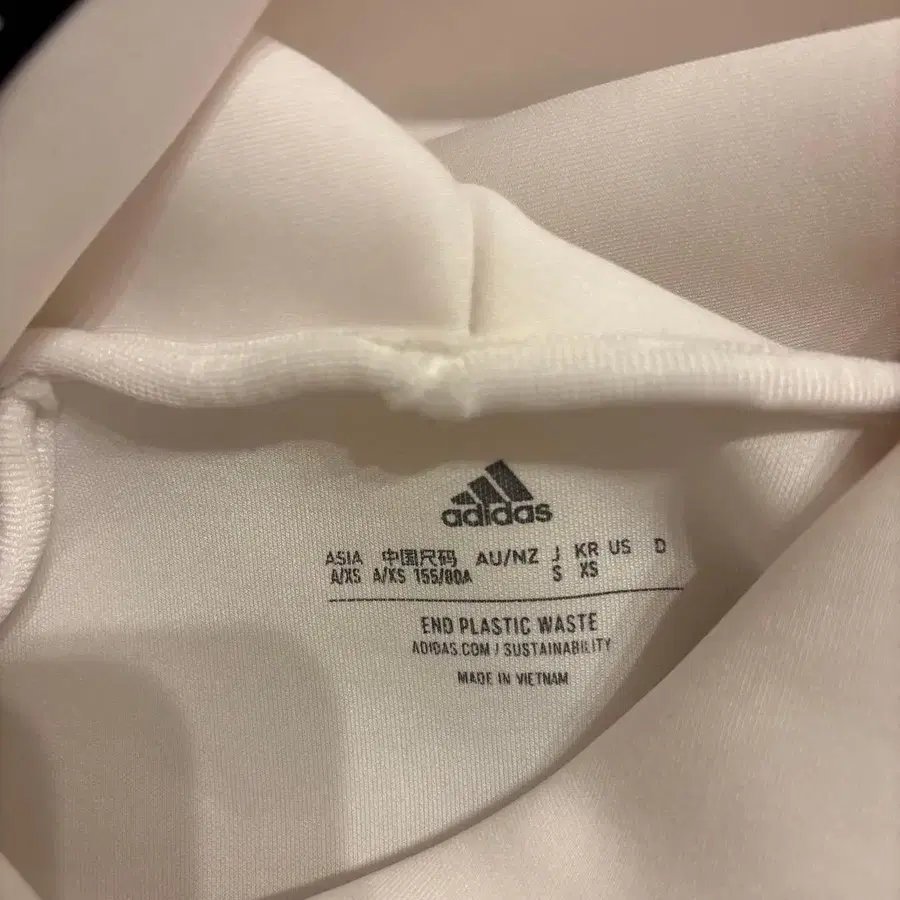 adidas
ASIA 中国尺码 AU/NZ J KR US D
A/XS A/XS 155/80A S XS
END PLASTIC WASTE
ADIDAS.COM / SUSTAINABILITY
MADE IN VIETNAM